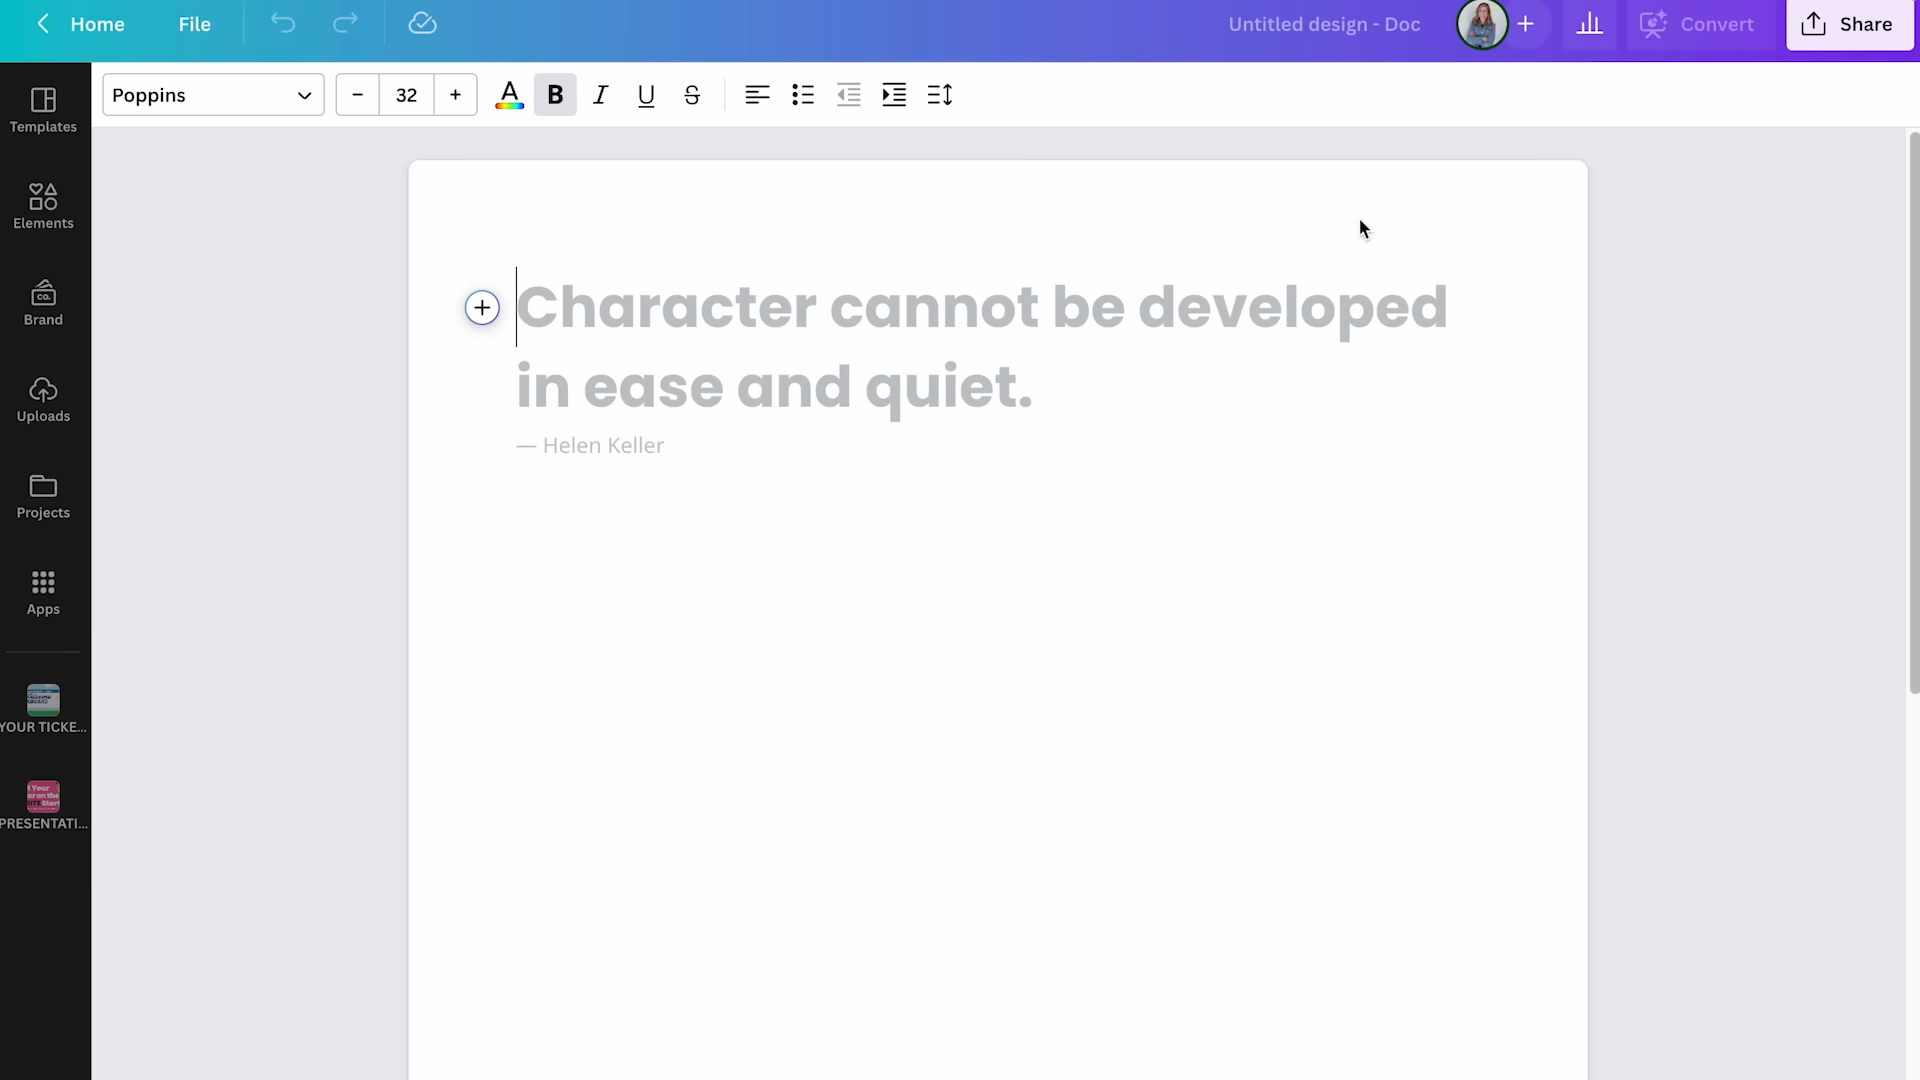 Home File Untitled design - Doc + Convert Share
Poppins - 32 + A B I U S
Templates
Elements
CO.
Brand
Uploads
Projects
Apps
YOUR TICKE...
PRESENTATI...
Character cannot be developed
in ease and quiet.
— Helen Keller